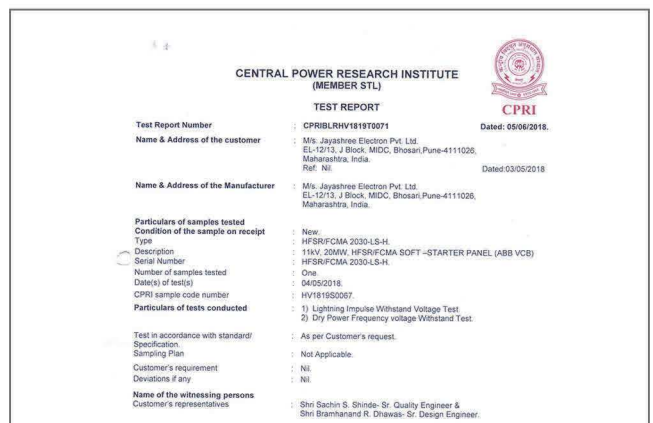 CENTRAL POWER RESEARCH INSTITUTE
(MEMBER STL)
TEST REPORT
CPRI
Test Report Number : CPRIBLRHV1819T0071 Dated: 05/06/2018.
Name & Address of the customer : M/s. Jayashree Electron Pvt. Ltd.
EL-12/13, J Block, MIDC, Bhosari,Pune-4111026,
Maharashtra, India.
Ref: Nil. Dated:03/05/2018
Name & Address of the Manufacturer : M/s. Jayashree Electron Pvt. Ltd.
EL-12/13, J Block, MIDC, Bhosari,Pune-4111026,
Maharashtra, India.
Particulars of samples tested
Condition of the sample on receipt : New.
Type : HFSR/FCMA 2030-LS-H.
Description : 11kV, 20MW, HFSR/FCMA SOFT –STARTER PANEL (ABB VCB)
Serial Number : HFSR/FCMA 2030-LS-H.
Number of samples tested : One.
Date(s) of test(s) : 04/05/2018.
CPRI sample code number : HV1819S0067.
Particulars of tests conducted : 1) Lightning Impulse Withstand Voltage Test.
2) Dry Power Frequency voltage Withstand Test.
Test in accordance with standard/ : As per Customer's request.
Specification.
Sampling Plan : Not Applicable.
Customer's requirement : Nil.
Deviations if any : Nil.
Name of the witnessing persons
Customer's representatives : Shri Sachin S. Shinde- Sr. Quality Engineer &
Shri Bramhanand R. Dhawas- Sr. Design Engineer.